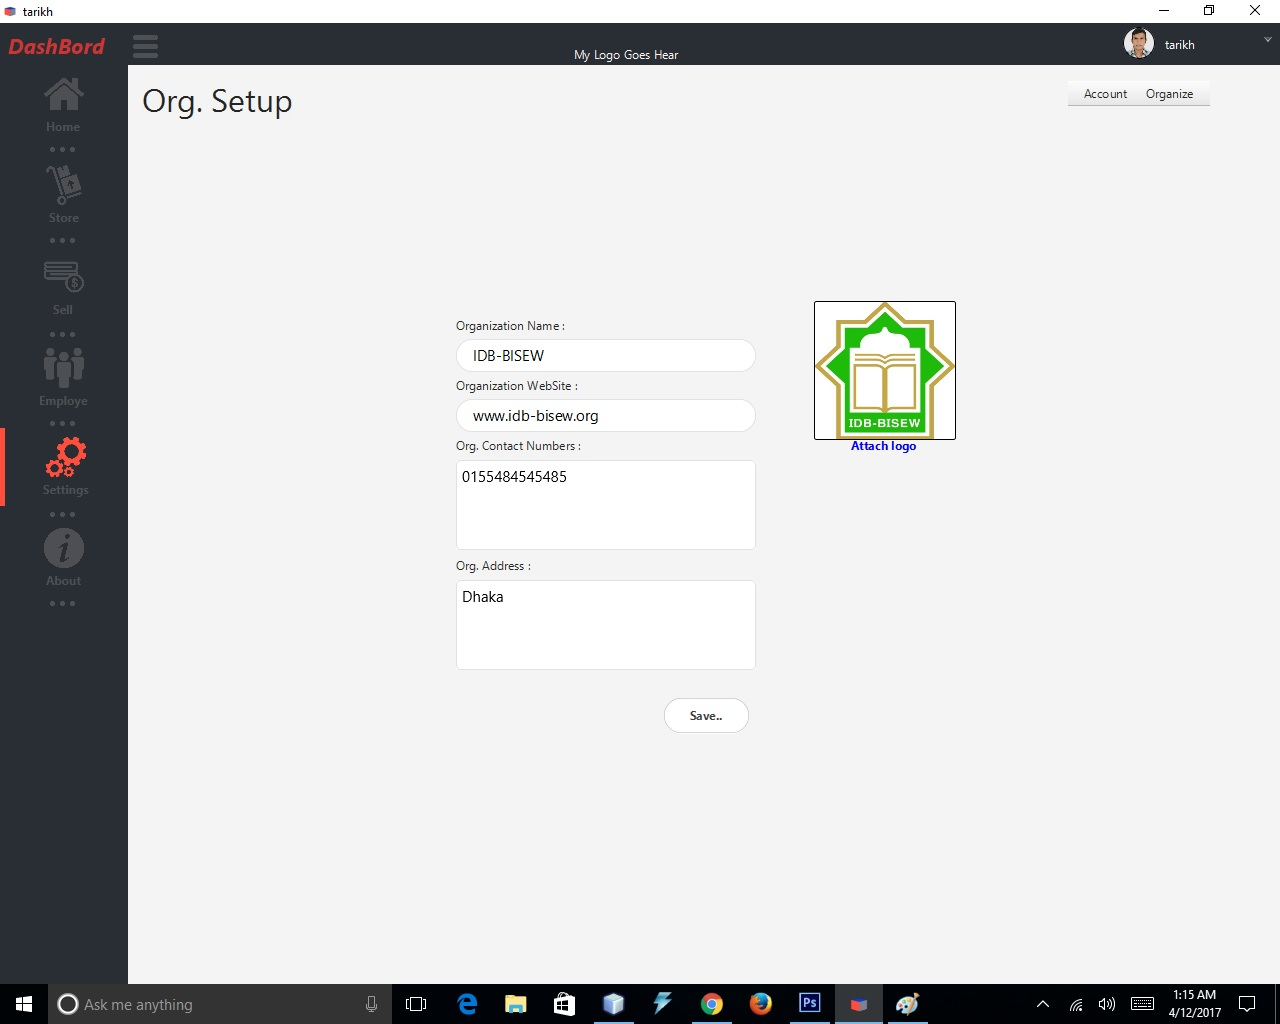 tarikh
DashBord
My Logo Goes Hear
tarikh
Org. Setup
Account Organize
Home
Store
Sell
Employe
Settings
About
Organization Name :
IDB-BISEW
Organization WebSite :
www.idb-bisew.org
Org. Contact Numbers :
0155484545485
Org. Address :
Dhaka
Save..
IDB-BISEW
Attach logo
Ask me anything
Ps
1:15 AM
4/12/2017